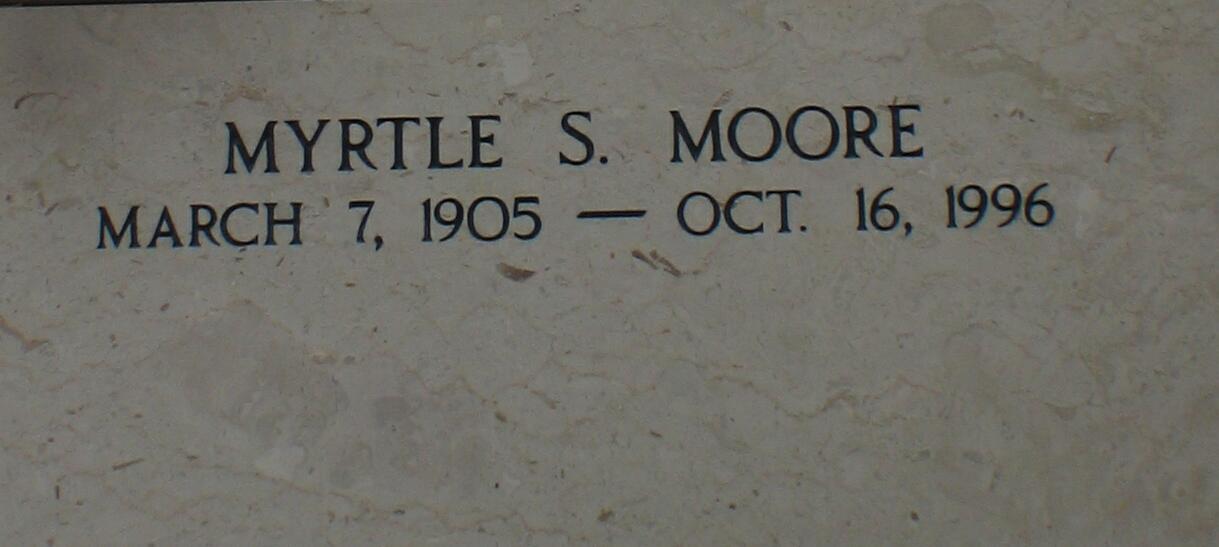 MYRTLE S. MOORE
MARCH 7, 1905 — OCT. 16, 1996